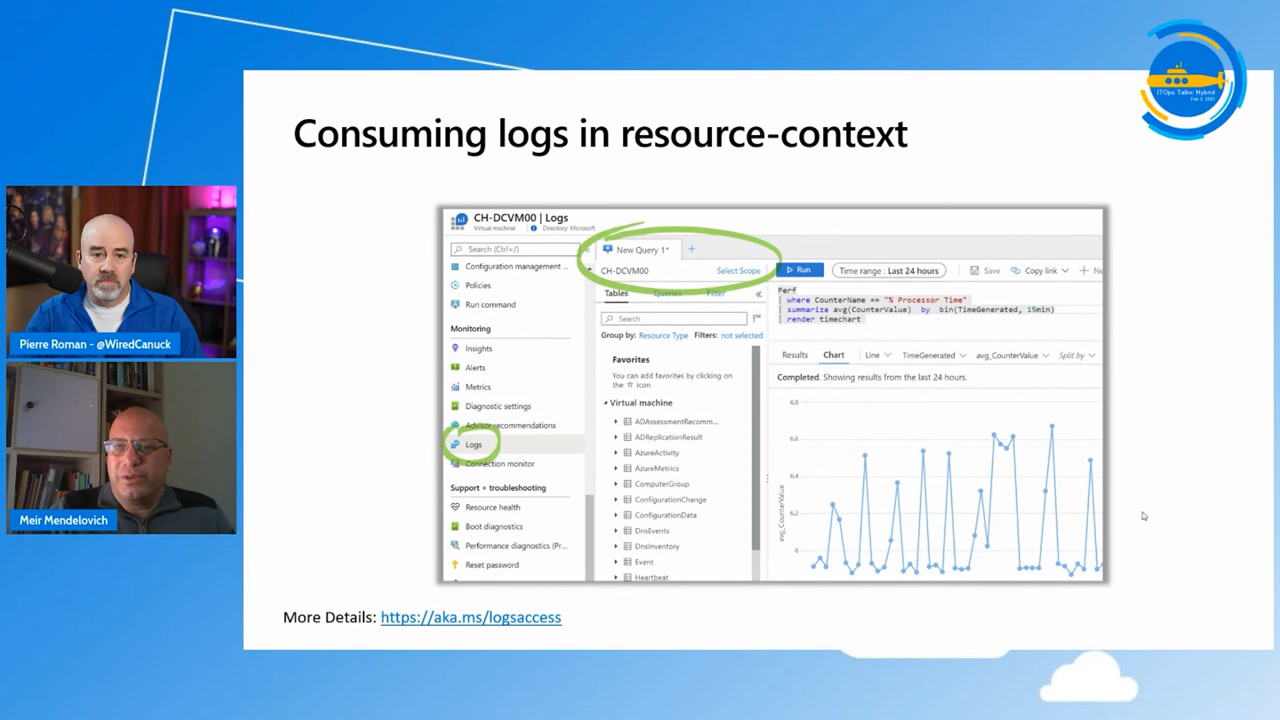 ITOps Talks: Hybrid
Feb 2, 2021
Consuming logs in resource-context
Pierre Roman - @WiredCanuck
Meir Mendelovich
CH-DCVM00 | Logs
Virtual machine
Directory: Microsoft
Search (Ctrl+/)
Configuration management ...
Policies
Run command
Monitoring
Insights
Alerts
Metrics
Diagnostic settings
Advisor recommendations
Logs
Connection monitor
Support + troubleshooting
Resource health
Boot diagnostics
Performance diagnostics (Pr...
Reset password
New Query 1*
+
CH-DCVM00
Select Scope
Tables
Queries
Filter
«
Search
Group by: Resource Type Filters: not selected
Favorites
You can add favorites by clicking on
the ☆ icon
Virtual machine
ADAssessmentRecomm...
ADReplicationResult
AzureActivity
AzureMetrics
ComputerGroup
ConfigurationChange
ConfigurationData
DnsEvents
DnsInventory
Event
Heartbeat
Run
Time range : Last 24 hours
Save
Copy link
+ Ne
Perf
where CounterName == "% Processor Time"
summarize avg(CounterValue) by bin(TimeGenerated, 15min)
render timechart
Results
Chart
Line
TimeGenerated
avg_CounterValue
Split by
Completed. Showing results from the last 24 hours.
6.8
6.6
6.4
6.2
6
avg_CounterValue
More Details: https://aka.ms/logsaccess